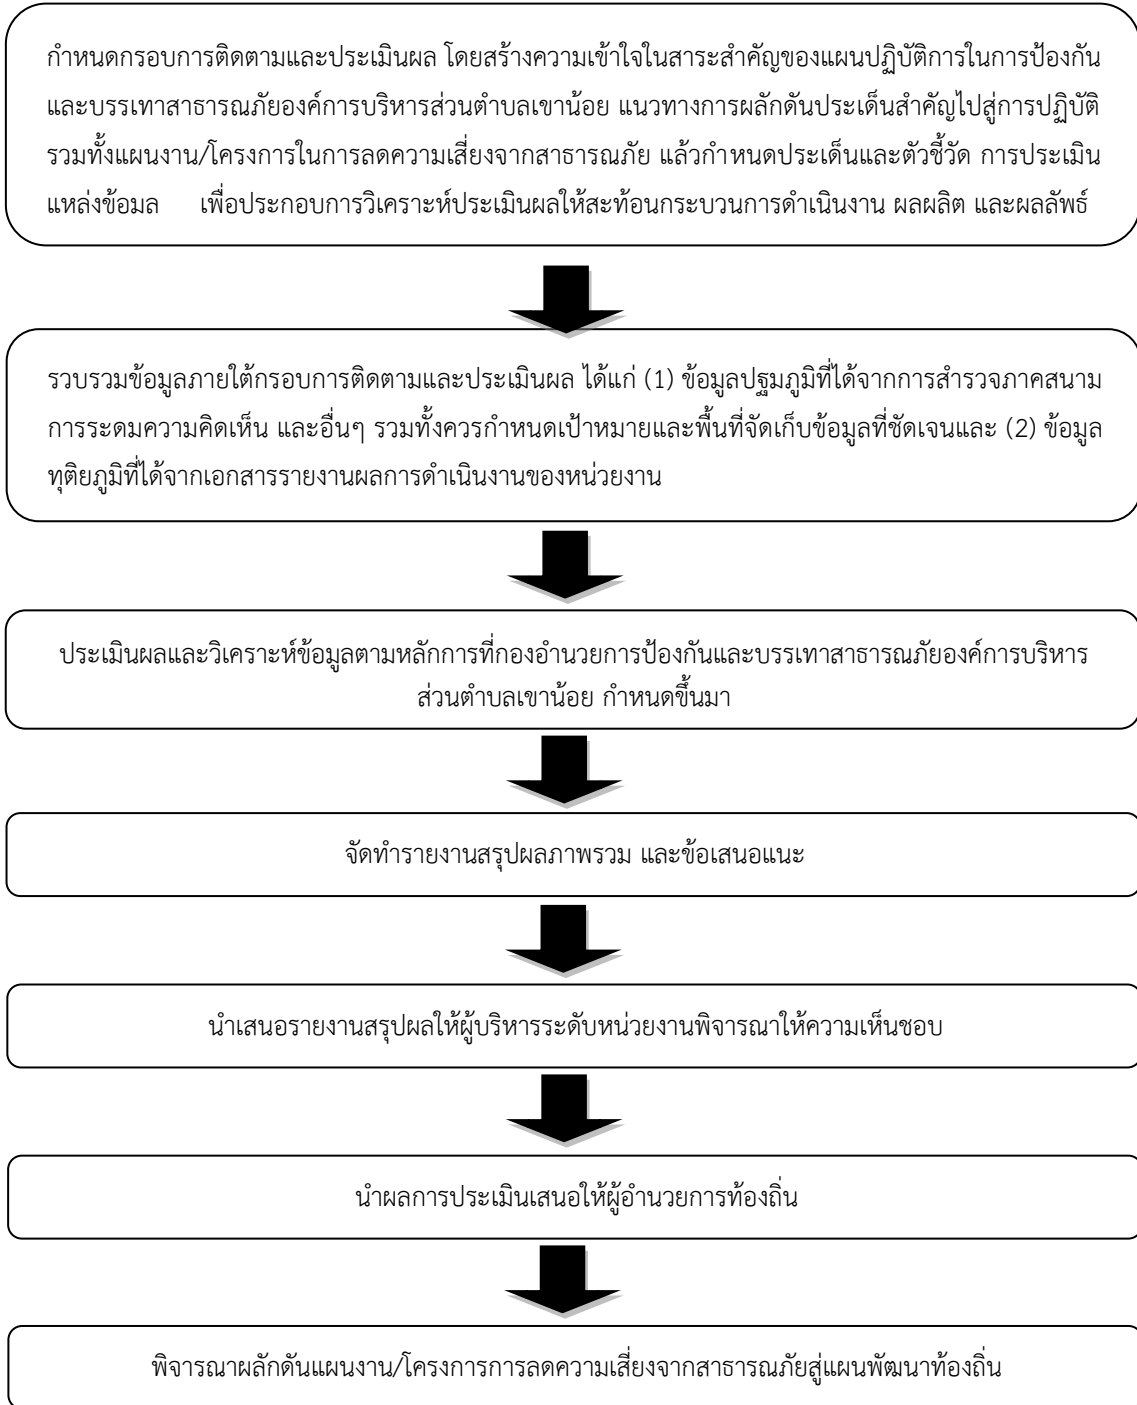 กำหนดกรอบการติดตามและประเมินผล โดยสร้างความเข้าใจในสาระสำคัญของแผนปฏิบัติการในการป้องกัน
และบรรเทาสาธารณภัยองค์การบริหารส่วนตำบลเขาน้อย แนวทางการผลักดันประเด็นสำคัญไปสู่การปฏิบัติ
รวมทั้งแผนงาน/โครงการในการลดความเสี่ยงจากสาธารณภัย แล้วกำหนดประเด็นและตัวชี้วัด การประเมิน
แหล่งข้อมล เพื่อประกอบการวิเคราะห์ประเมินผลให้สะท้อนกระบวนการดำเนินงาน ผลผลิต และผลลัพธ์
รวบรวมข้อมูลภายใต้กรอบการติดตามและประเมินผล ได้แก่ (1) ข้อมูลปฐมภูมิที่ได้จากการสำรวจภาคสนาม
การระดมความคิดเห็น และอื่นๆ รวมทั้งควรกำหนดเป้าหมายและพื้นที่จัดเก็บข้อมูลที่ชัดเจนและ (2) ข้อมูล
ทุติยภูมิที่ได้จากเอกสารรายงานผลการดำเนินงานของหน่วยงาน
ประเมินผลและวิเคราะห์ข้อมูลตามหลักการที่กองอำนวยการป้องกันและบรรเทาสาธารณภัยองค์การบริหาร
ส่วนตำบลเขาน้อย กำหนดขึ้นมา
จัดทำรายงานสรุปผลภาพรวม และข้อเสนอแนะ
นำเสนอรายงานสรุปผลให้ผู้บริหารระดับหน่วยงานพิจารณาให้ความเห็นชอบ
นำผลการประเมินเสนอให้ผู้อำนวยการท้องถิ่น
พิจารณาผลักดันแผนงาน/โครงการการลดความเสี่ยงจากสาธารณภัยสู่แผนพัฒนาท้องถิ่น